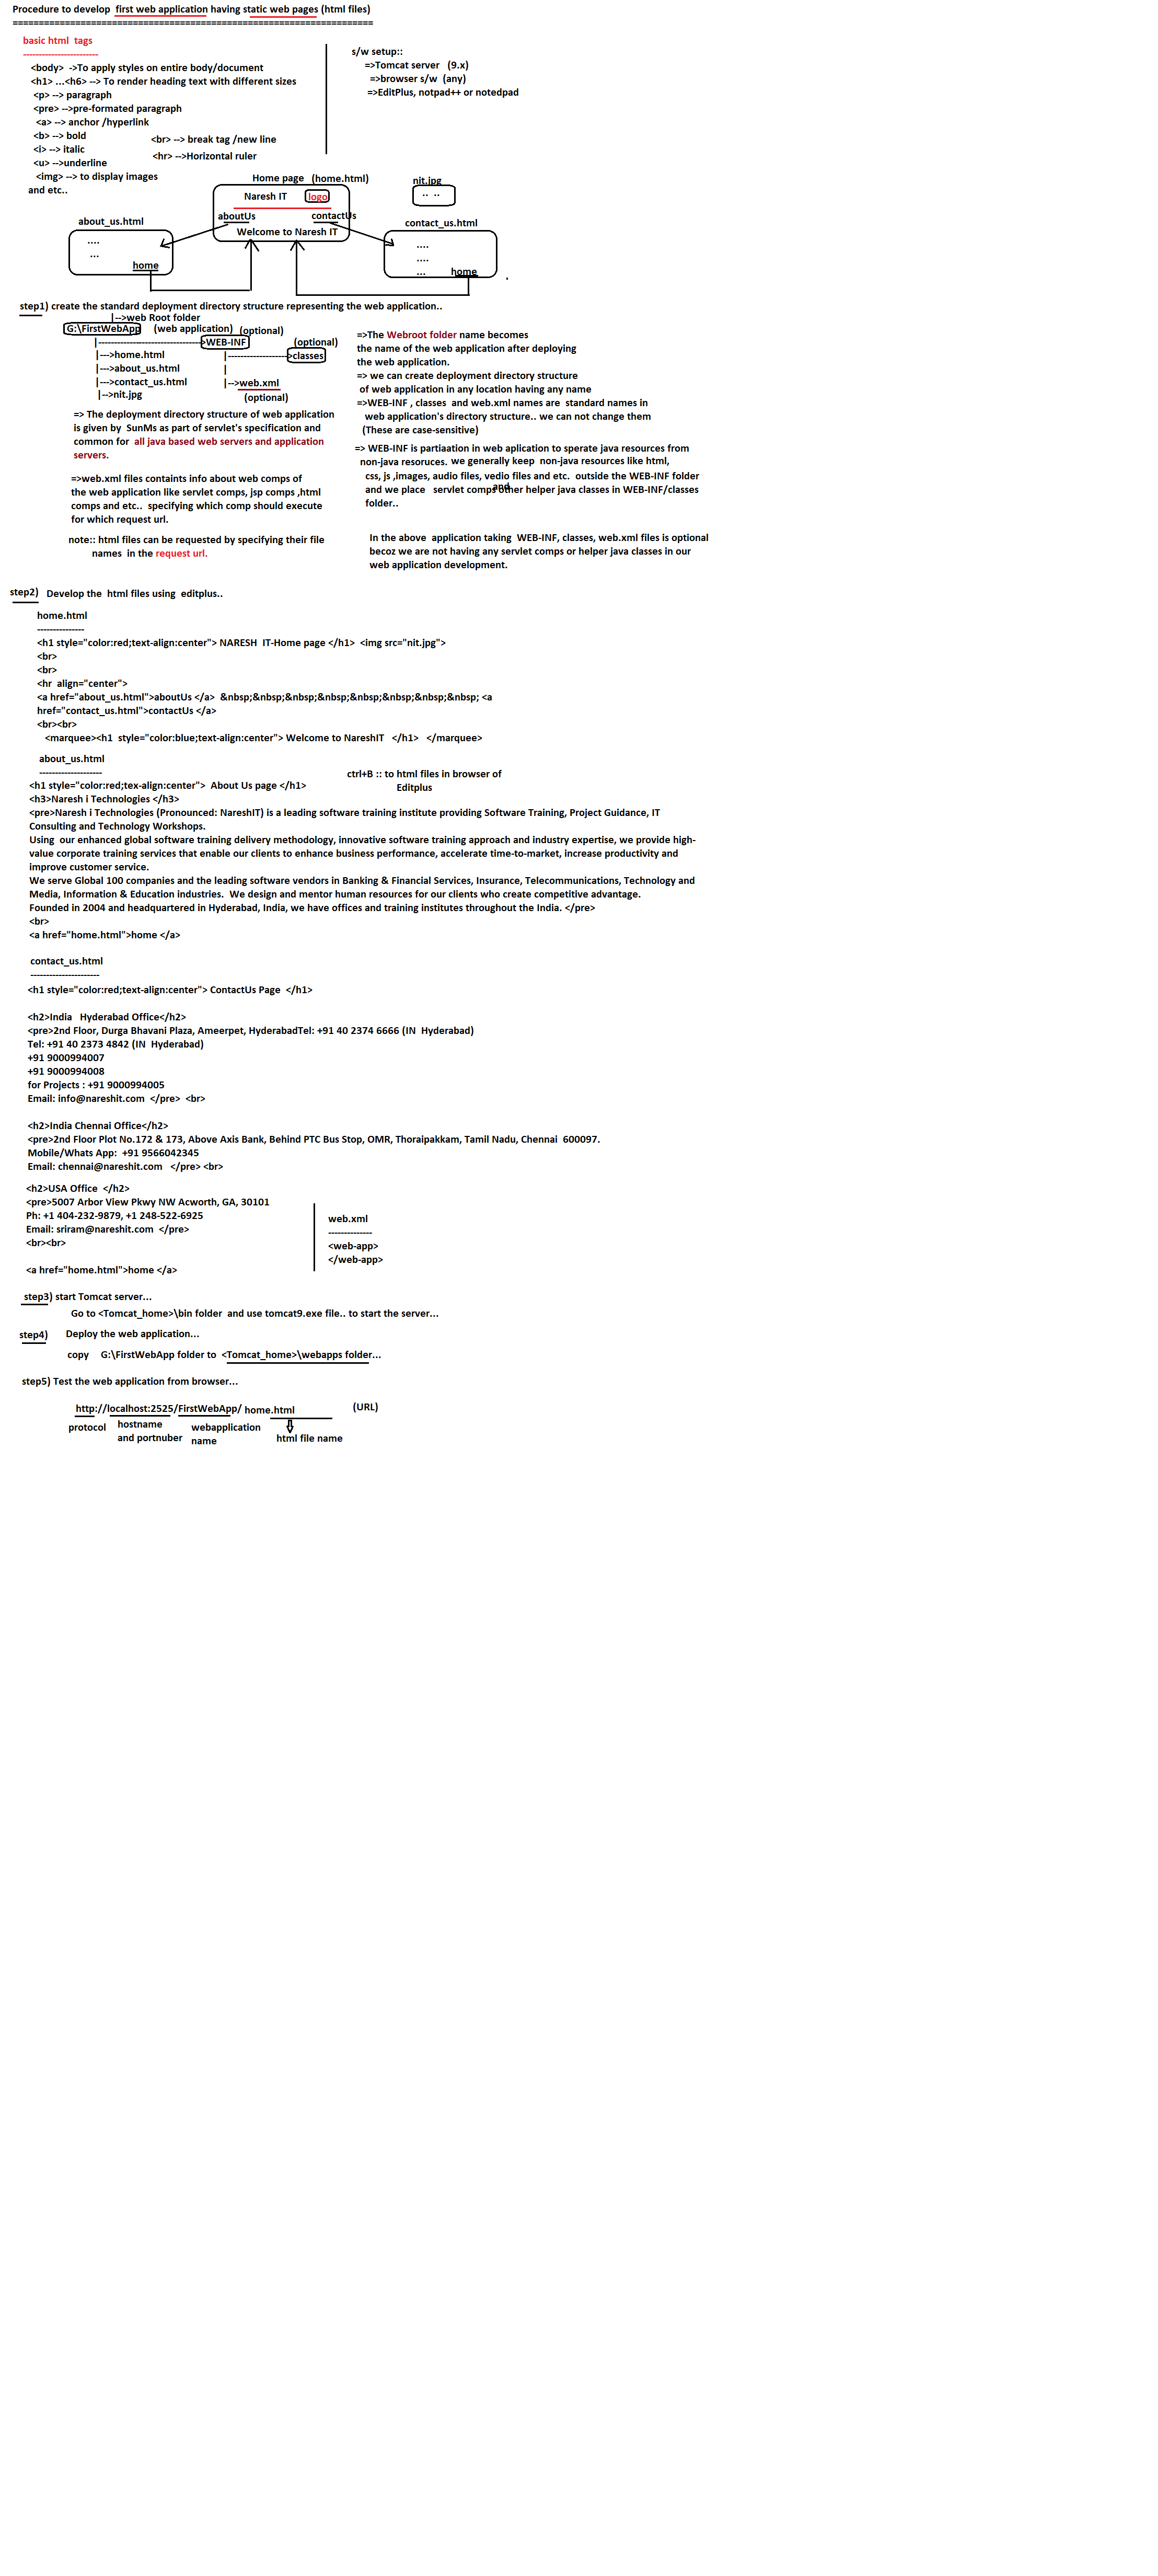 Procedure to develop  first web application having static web pages (html files)
=====================================================================
basic html  tags
------------------------
<body>  ->To apply styles on entire body/document
<h1> ...<h6> --> To render heading text with different sizes
<p> --> paragraph
<pre> -->pre-formated paragraph
<a> --> anchor /hyperlink
<b> --> bold
<i> --> italic
<u> -->underline
<img> --> to display images
and etc..
<br> --> break tag /new line
<hr> -->Horizontal ruler
s/w setup::
=>Tomcat server   (9.x)
=>browser s/w  (any)
=>EditPlus, notpad++ or notedpad
Home page   (home.html)
Naresh IT   logo
aboutUs   contactUs
Welcome to Naresh IT
nit.jpg
..  ..
about_us.html
....
...
home
contact_us.html
....
....
...   home
step1) create the standard deployment directory structure representing the web application..
|-->web Root folder
G:\FirstWebApp   (web application)   (optional)
|--------------------------------->WEB-INF   (optional)
|--->home.html   |------------------->classes
|--->about_us.html   |
|--->contact_us.html   |-->web.xml
|-->nit.jpg   (optional)
=> The deployment directory structure of web application
is given by  SunMs as part of servlet's specification and
common for  all java based web servers and application
servers.
=>web.xml files containts info about web comps of
the web application like servlet comps, jsp comps ,html
comps and etc..  specifying which comp should execute
for which request url.
note:: html files can be requested by specifying their file
names  in the request url.
=>The Webroot folder name becomes
the name of the web application after deploying
the web application.
=> we can create deployment directory structure
of web application in any location having any name
=>WEB-INF , classes  and web.xml names are  standard names in
web application's directory structure.. we can not change them
(These are case-sensitive)
=> WEB-INF is partiaation in web aplication to sperate java resources from
non-java resoruces. we generally keep  non-java resources like html,
css, js ,images, audio files, vedio files and etc.  outside the WEB-INF folder
and we place   servlet comps and other helper java classes in WEB-INF/classes
folder..
In the above  application taking  WEB-INF, classes, web.xml files is optional
becoz we are not having any servlet comps or helper java classes in our
web application development.
step2)   Develop the  html files using  editplus..
home.html
---------------
<h1 style="color:red;text-align:center"> NARESH  IT-Home page </h1>  <img src="nit.jpg">
<br>
<br>
<hr  align="center">
<a href="about_us.html">aboutUs </a>  &nbsp;&nbsp;&nbsp;&nbsp;&nbsp;&nbsp;&nbsp;&nbsp; <a
href="contact_us.html">contactUs </a>
<br><br>
<marquee><h1  style="color:blue;text-align:center"> Welcome to NareshIT   </h1>   </marquee>
about_us.html
--------------------
ctrl+B :: to html files in browser of
Editplus
<h1 style="color:red;tex-align:center">  About Us page </h1>
<h3>Naresh i Technologies </h3>
<pre>Naresh i Technologies (Pronounced: NareshIT) is a leading software training institute providing Software Training, Project Guidance, IT
Consulting and Technology Workshops.
Using  our enhanced global software training delivery methodology, innovative software training approach and industry expertise, we provide high-
value corporate training services that enable our clients to enhance business performance, accelerate time-to-market, increase productivity and
improve customer service.
We serve Global 100 companies and the leading software vendors in Banking & Financial Services, Insurance, Telecommunications, Technology and
Media, Information & Education industries.  We design and mentor human resources for our clients who create competitive advantage.
Founded in 2004 and headquartered in Hyderabad, India, we have offices and training institutes throughout the India. </pre>
<br>
<a href="home.html">home </a>
contact_us.html
----------------------
<h1 style="color:red;text-align:center"> ContactUs Page  </h1>
<h2>India   Hyderabad Office</h2>
<pre>2nd Floor, Durga Bhavani Plaza, Ameerpet, HyderabadTel: +91 40 2374 6666 (IN  Hyderabad)
Tel: +91 40 2373 4842 (IN  Hyderabad)
+91 9000994007
+91 9000994008
for Projects : +91 9000994005
Email: info@nareshit.com  </pre>  <br>
<h2>India Chennai Office</h2>
<pre>2nd Floor Plot No.172 & 173, Above Axis Bank, Behind PTC Bus Stop, OMR, Thoraipakkam, Tamil Nadu, Chennai  600097.
Mobile/Whats App:  +91 9566042345
Email: chennai@nareshit.com   </pre> <br>
<h2>USA Office  </h2>
<pre>5007 Arbor View Pkwy NW Acworth, GA, 30101
Ph: +1 404-232-9879, +1 248-522-6925
Email: sriram@nareshit.com  </pre>
<br><br>
<a href="home.html">home </a>
web.xml
--------------
<web-app>
</web-app>
step3) start Tomcat server...
Go to <Tomcat_home>\bin folder  and use tomcat9.exe file.. to start the server...
step4)   Deploy the web application...
copy    G:\FirstWebApp folder to  <Tomcat_home>\webapps folder...
step5) Test the web application from browser...
http://localhost:2525/FirstWebApp/ home.html   (URL)
protocol   hostname   webapplication
and portnuber   name   html file name